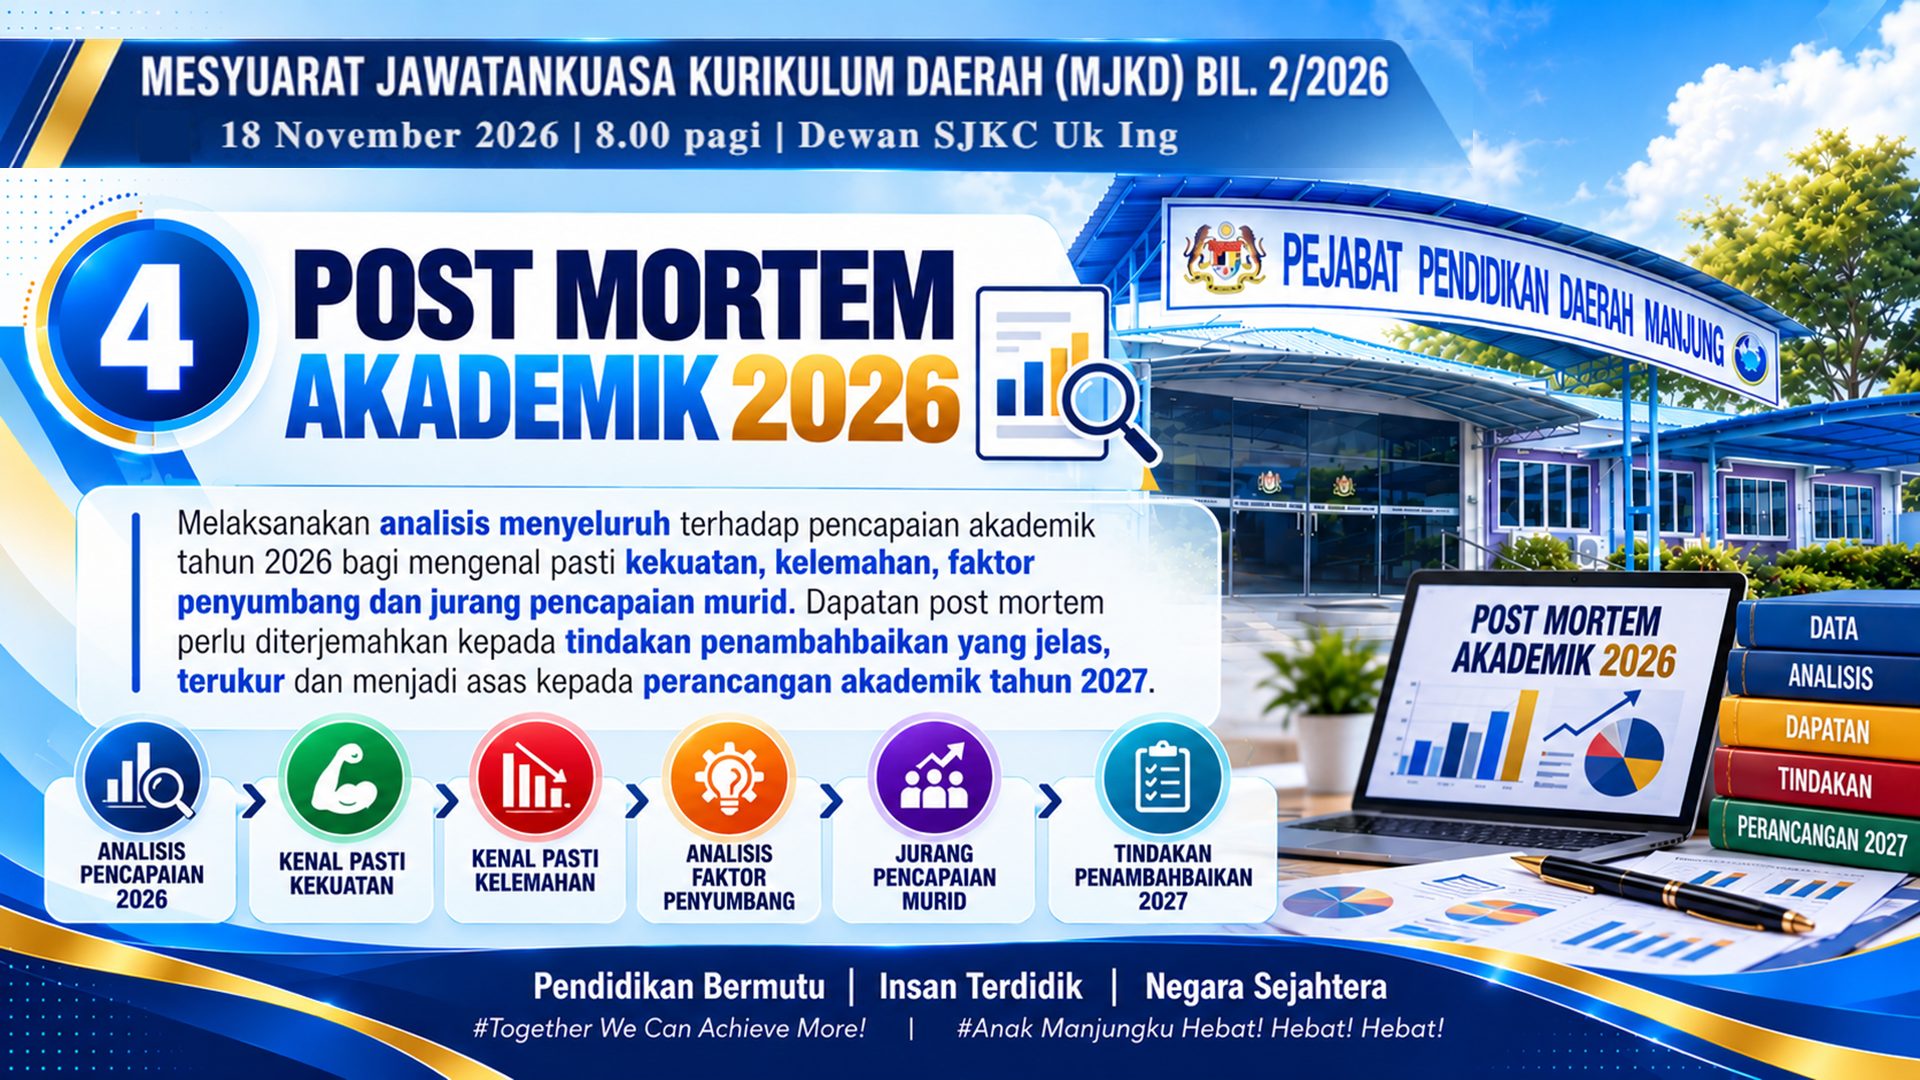 MESYUARAT JAWATANKUASA KURIKULUM DAERAH (MJKD) BIL. 2/2026
18 November 2026 | 8.00 pagi | Dewan SJKC Uk Ing
4
POST MORTEM
AKADEMIK 2026
PEJABAT PENDIDIKAN DAERAH MANJUNG
Melaksanakan analisis menyeluruh terhadap pencapaian akademik
tahun 2026 bagi mengenal pasti kekuatan, kelemahan, faktor
penyumbang dan jurang pencapaian murid. Dapatan post mortem
perlu diterjemahkan kepada tindakan penambahbaikan yang jelas,
terukur dan menjadi asas kepada perancangan akademik tahun 2027.
POST MORTEM
AKADEMIK 2026
DATA
ANALISIS
DAPATAN
TINDAKAN
PERANCANGAN 2027
ANALISIS
PENCAPAIAN
2026
KENAL PASTI
KEKUATAN
KENAL PASTI
KELEMAHAN
ANALISIS
FAKTOR
PENYUMBANG
JURANG
PENCAPAIAN
MURID
TINDAKAN
PENAMBAHBAIKAN
2027
Pendidikan Bermutu | Insan Terdidik | Negara Sejahtera
#Together We Can Achieve More! | #Anak Manjungku Hebat! Hebat! Hebat!